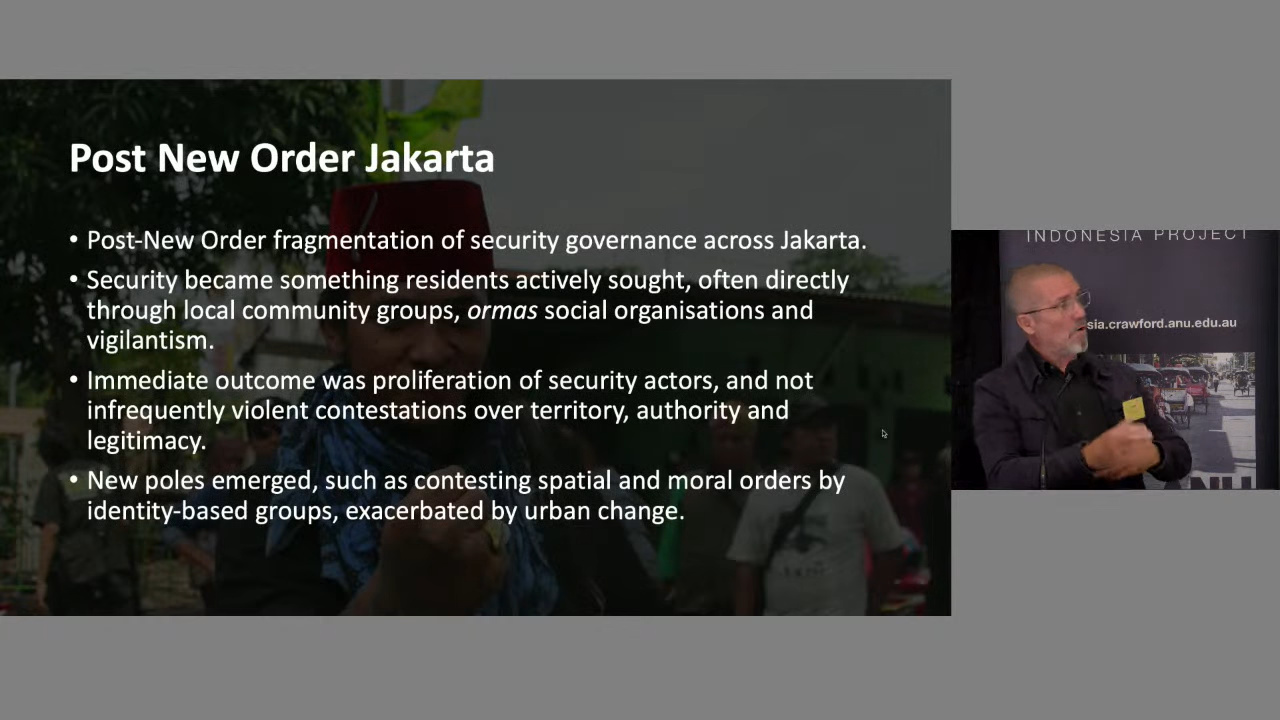 Post New Order Jakarta
• Post-New Order fragmentation of security governance across Jakarta.
• Security became something residents actively sought, often directly
through local community groups, ormas social organisations and
vigilantism.
• Immediate outcome was proliferation of security actors, and not
infrequently violent contestations over territory, authority and
legitimacy.
• New poles emerged, such as contesting spatial and moral orders by
identity-based groups, exacerbated by urban change.
INDONESIA PROJECT
sia.crawford.anu.edu.au
ANU